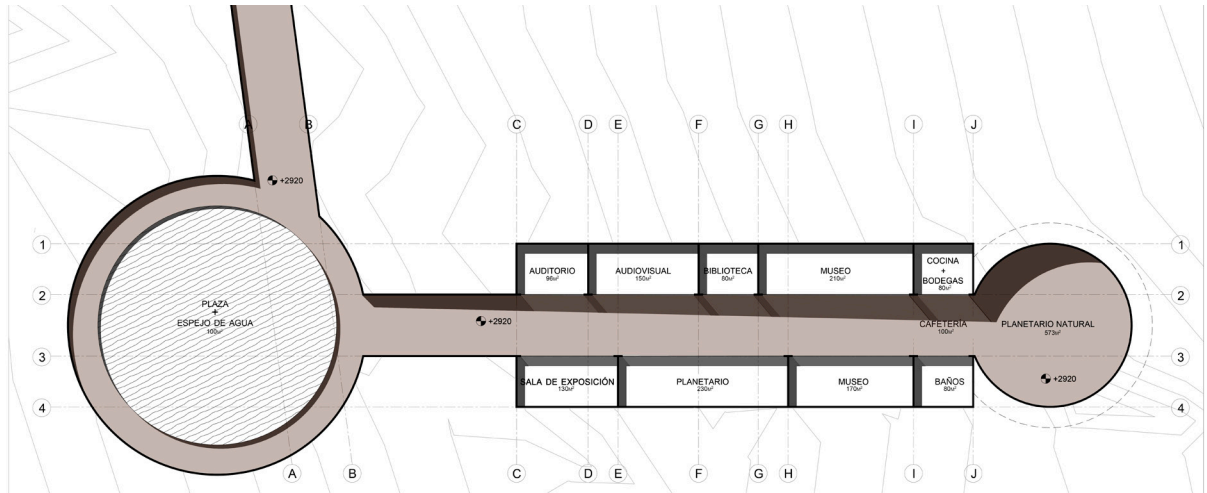 A B C D E F G H I J
+2920
1 1
AUDITORIO
96M²
AUDIOVISUAL
150M²
BIBLIOTECA
80M²
MUSEO
210M²
COCINA
+
BODEGAS
80M²
2 2
PLAZA
+
ESPEJO DE AGUA
100M²
+2920
CAFETERÍA
100M²
PLANETARIO NATURAL
573M²
3 3
SALA DE EXPOSICIÓN
130M²
PLANETARIO
230M²
MUSEO
170M²
BAÑOS
80M²
+2920
4 4
A B C D E F G H I J